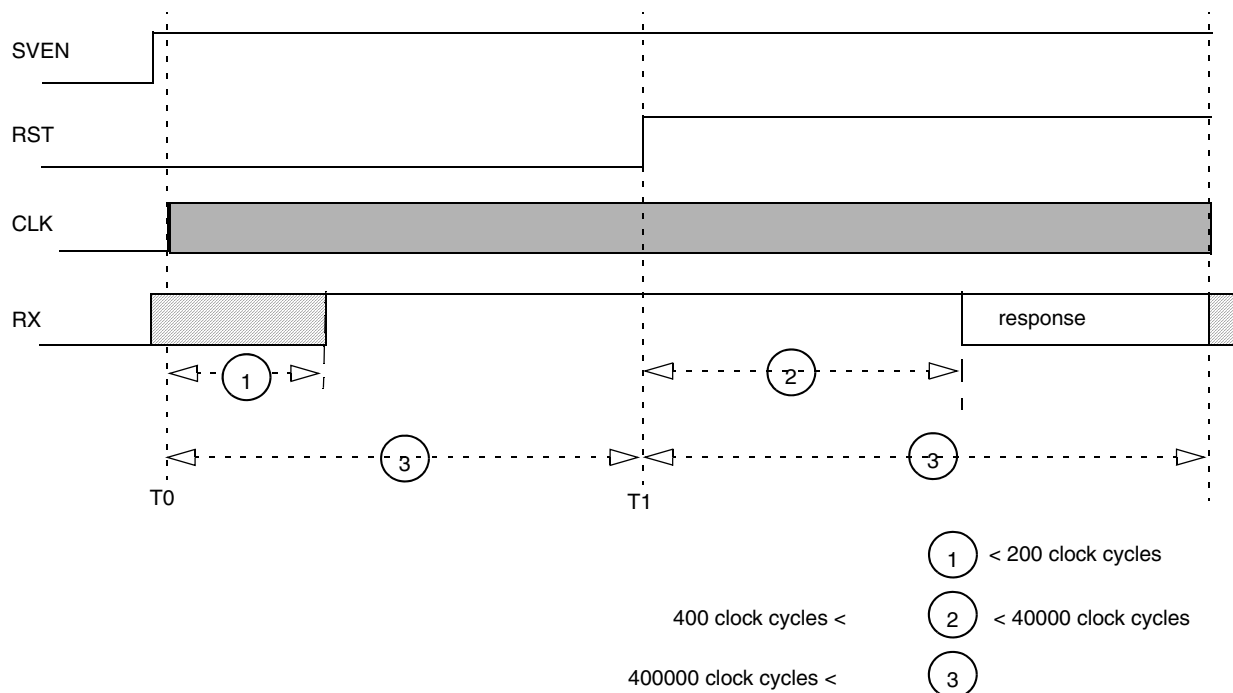 SVEN
RST
CLK
RX
response
1
2
3
3
T0
T1
1 < 200 clock cycles
400 clock cycles < 2 < 40000 clock cycles
400000 clock cycles < 3